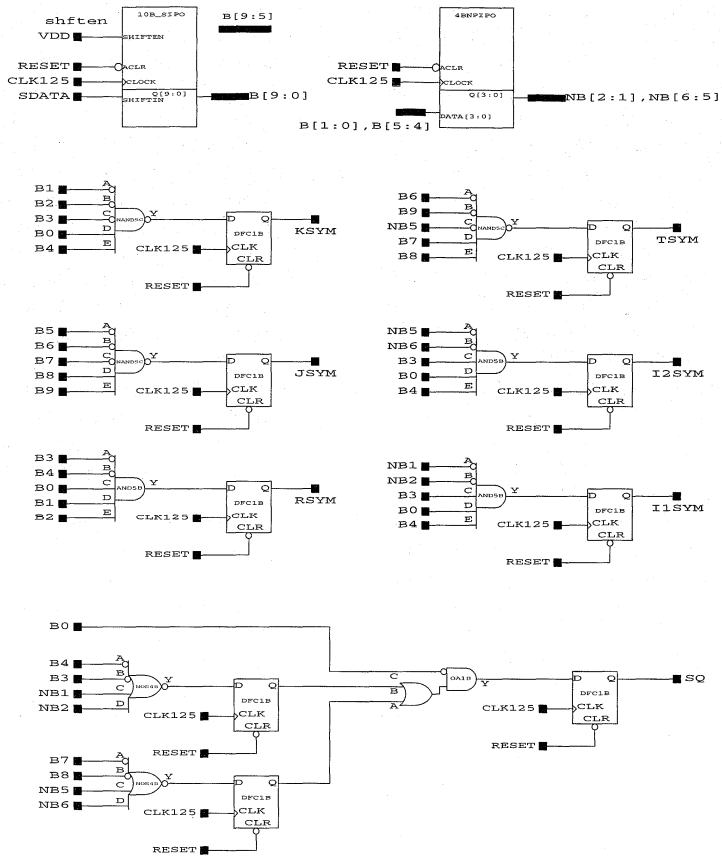 shften
10B_SIPO
B[9:5]
4BNPIPO
VDD
SHIFTEN
RESET
ACLR
CLK125
CLOCK
SDATA
SHIFTIN
Q[9:0]
B[9:0]
RESET
ACLR
CLK125
CLOCK
Q[3:0]
NB[2:1],NB[6:5]
B[1:0],B[5:4]
DATA[3:0]
B1 A
B2 B
B3 C NAND5C Y D Q KSYM
B0 D DFC1B
B4 E CLK125 CLK
CLR
RESET
B6 A
B9 B
NB5 C NAND5C Y D Q TSYM
B7 D DFC1B
B8 E CLK125 CLK
CLR
RESET
B5 A
B6 B
B7 C NAND5C Y D Q JSYM
B8 D DFC1B
B9 E CLK125 CLK
CLR
RESET
NB5 A
NB6 B
B3 C AND5B Y D Q I2SYM
B0 D DFC1B
B4 E CLK125 CLK
CLR
RESET
B3 A
B4 B
B0 C AND5B Y D Q RSYM
B1 D DFC1B
B2 E CLK125 CLK
CLR
RESET
NB1 A
NB2 B
B3 C AND5B Y D Q I1SYM
B0 D DFC1B
B4 E CLK125 CLK
CLR
RESET
B0
B4 A
B3 B
NB1 C NOR4B Y D Q
NB2 D DFC1B
CLK125 CLK
CLR
RESET
C
B
A
OA1B
Y
D Q SQ
DFC1B
CLK125 CLK
CLR
RESET
B7 A
B8 B
NB5 C NOR4B Y D Q
NB6 D DFC1B
CLK125 CLK
CLR
RESET